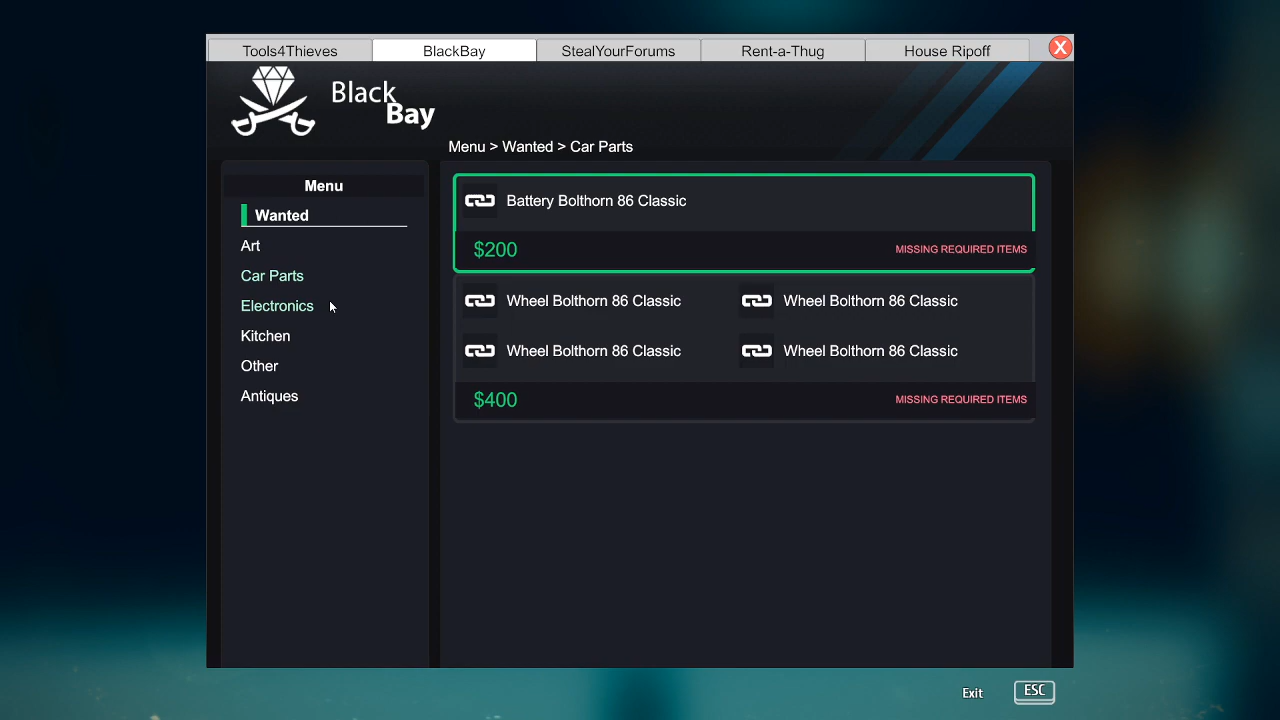 Tools4Thieves
BlackBay
StealYourForums
Rent-a-Thug
House Ripoff
X
Black
Bay
Menu > Wanted > Car Parts
Menu
Wanted
Art
Car Parts
Electronics
Kitchen
Other
Antiques
Battery Bolthorn 86 Classic
$200 MISSING REQUIRED ITEMS
Wheel Bolthorn 86 Classic Wheel Bolthorn 86 Classic
Wheel Bolthorn 86 Classic Wheel Bolthorn 86 Classic
$400 MISSING REQUIRED ITEMS
Exit ESC